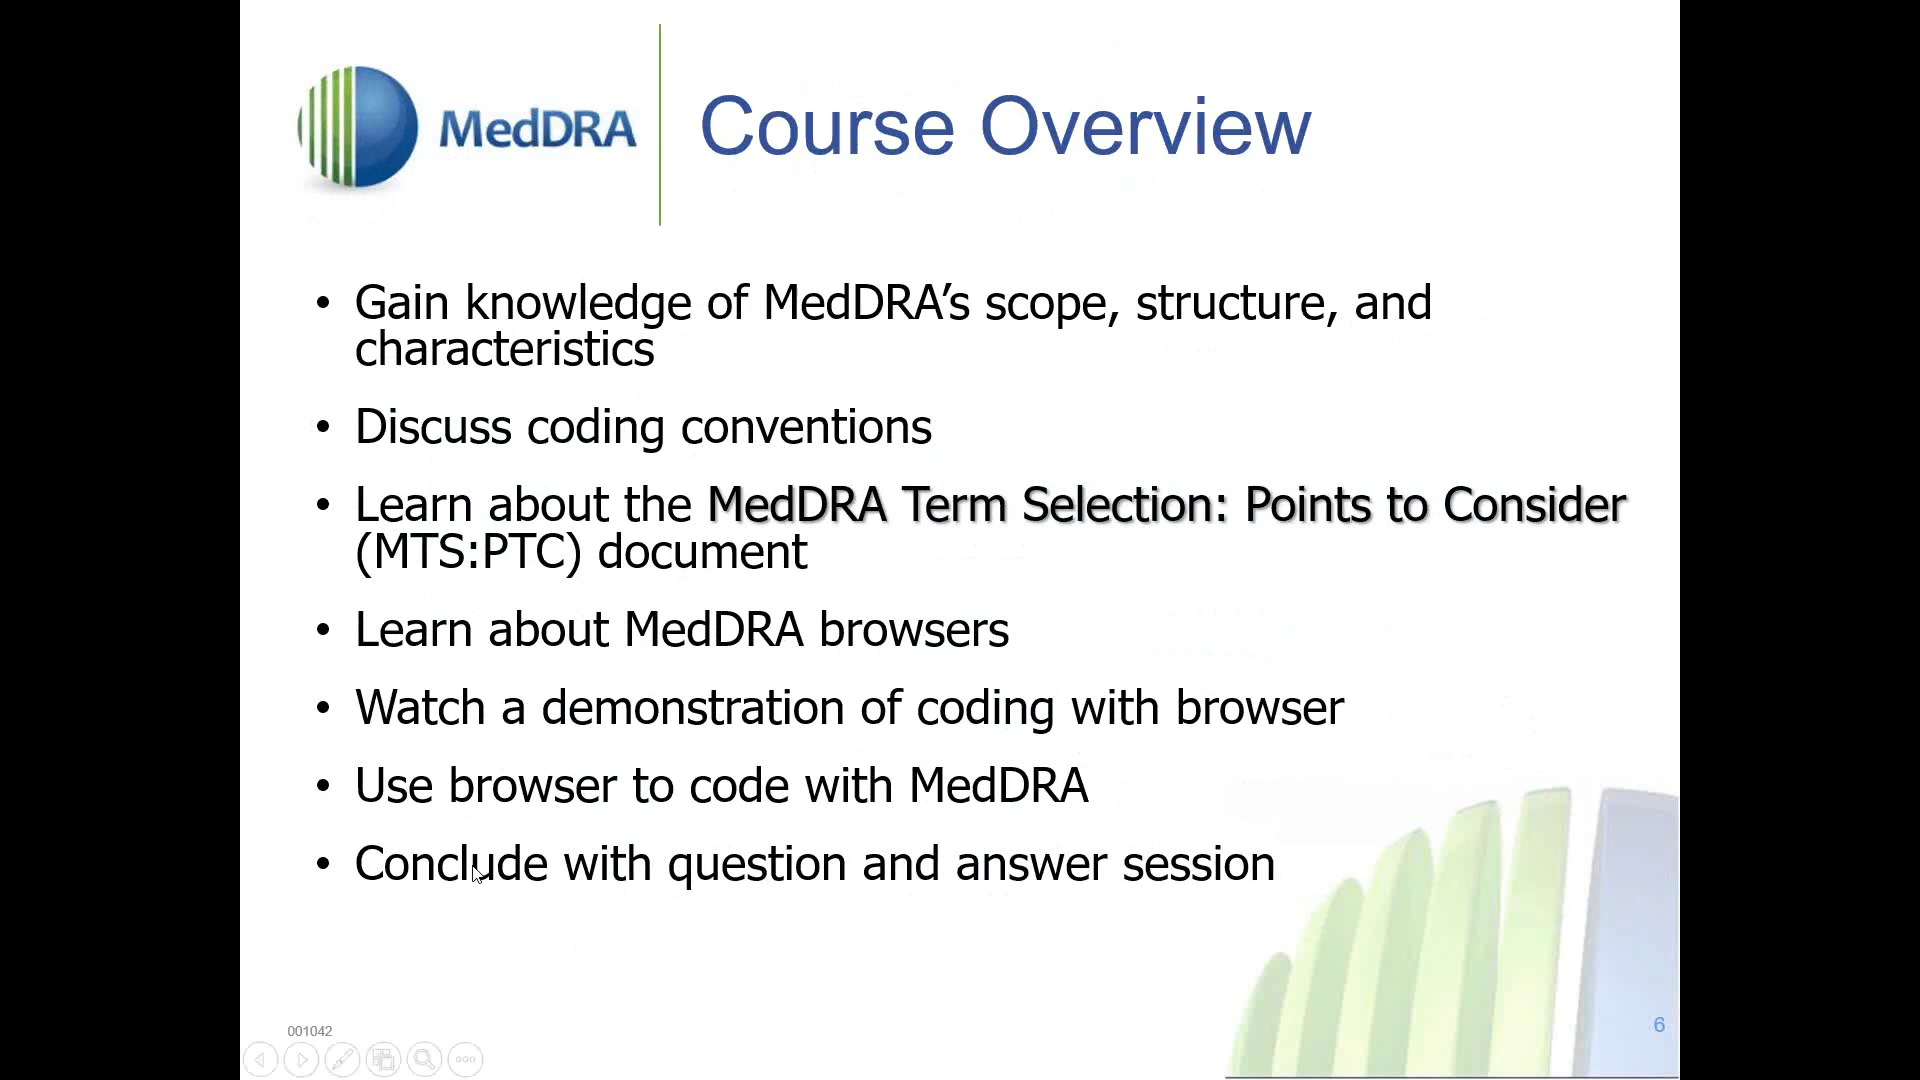 MedDRA
Course Overview
• Gain knowledge of MedDRA’s scope, structure, and
characteristics
• Discuss coding conventions
• Learn about the MedDRA Term Selection: Points to Consider
(MTS:PTC) document
• Learn about MedDRA browsers
• Watch a demonstration of coding with browser
• Use browser to code with MedDRA
• Conclude with question and answer session
001042
6